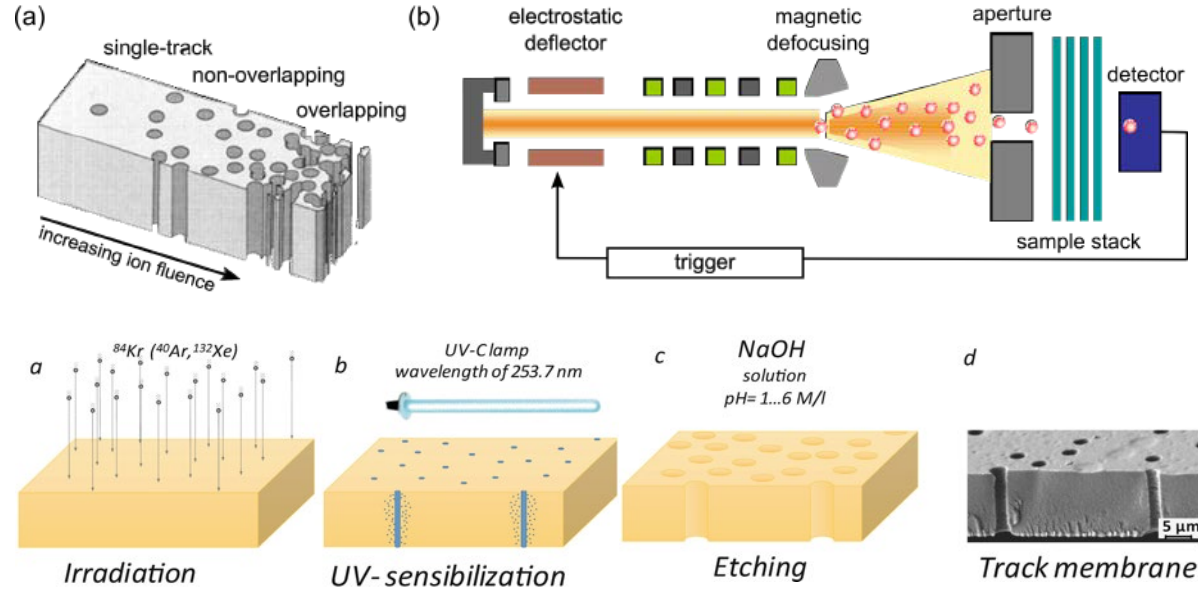 (a)
single-track
non-overlapping
overlapping
increasing ion fluence
(b)
electrostatic
deflector
magnetic
defocusing
aperture
detector
sample stack
trigger
a
⁸⁴Kr (⁴⁰Ar,¹³²Xe)
Irradiation
b
UV-C lamp
wavelength of 253.7 nm
UV- sensibilization
c
NaOH
solution
pH= 1...6 M/l
Etching
d
5 µm
Track membrane